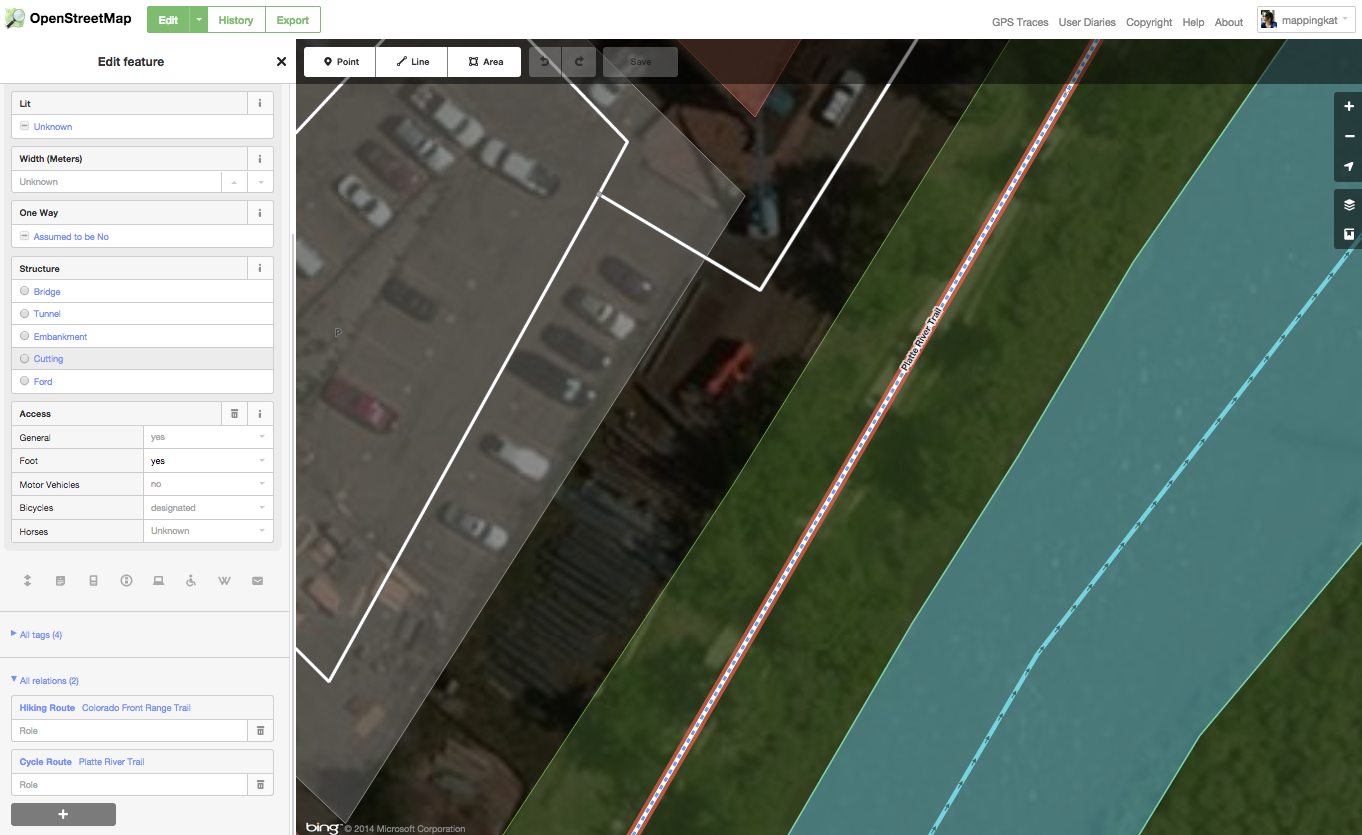 OpenStreetMap
Edit
History
Export
GPS Traces
User Diaries
Copyright
Help
About
mappingkat
Edit feature
Point
Line
Area
Save
Lit
Unknown
Width (Meters)
Unknown
One Way
Assumed to be No
Structure
Bridge
Tunnel
Embankment
Cutting
Ford
Access
General yes
Foot yes
Motor Vehicles no
Bicycles designated
Horses Unknown
All tags (4)
All relations (2)
Hiking Route Colorado Front Range Trail
Role
Cycle Route Platte River Trail
Role
P
Platte River Trail
bing © 2014 Microsoft Corporation